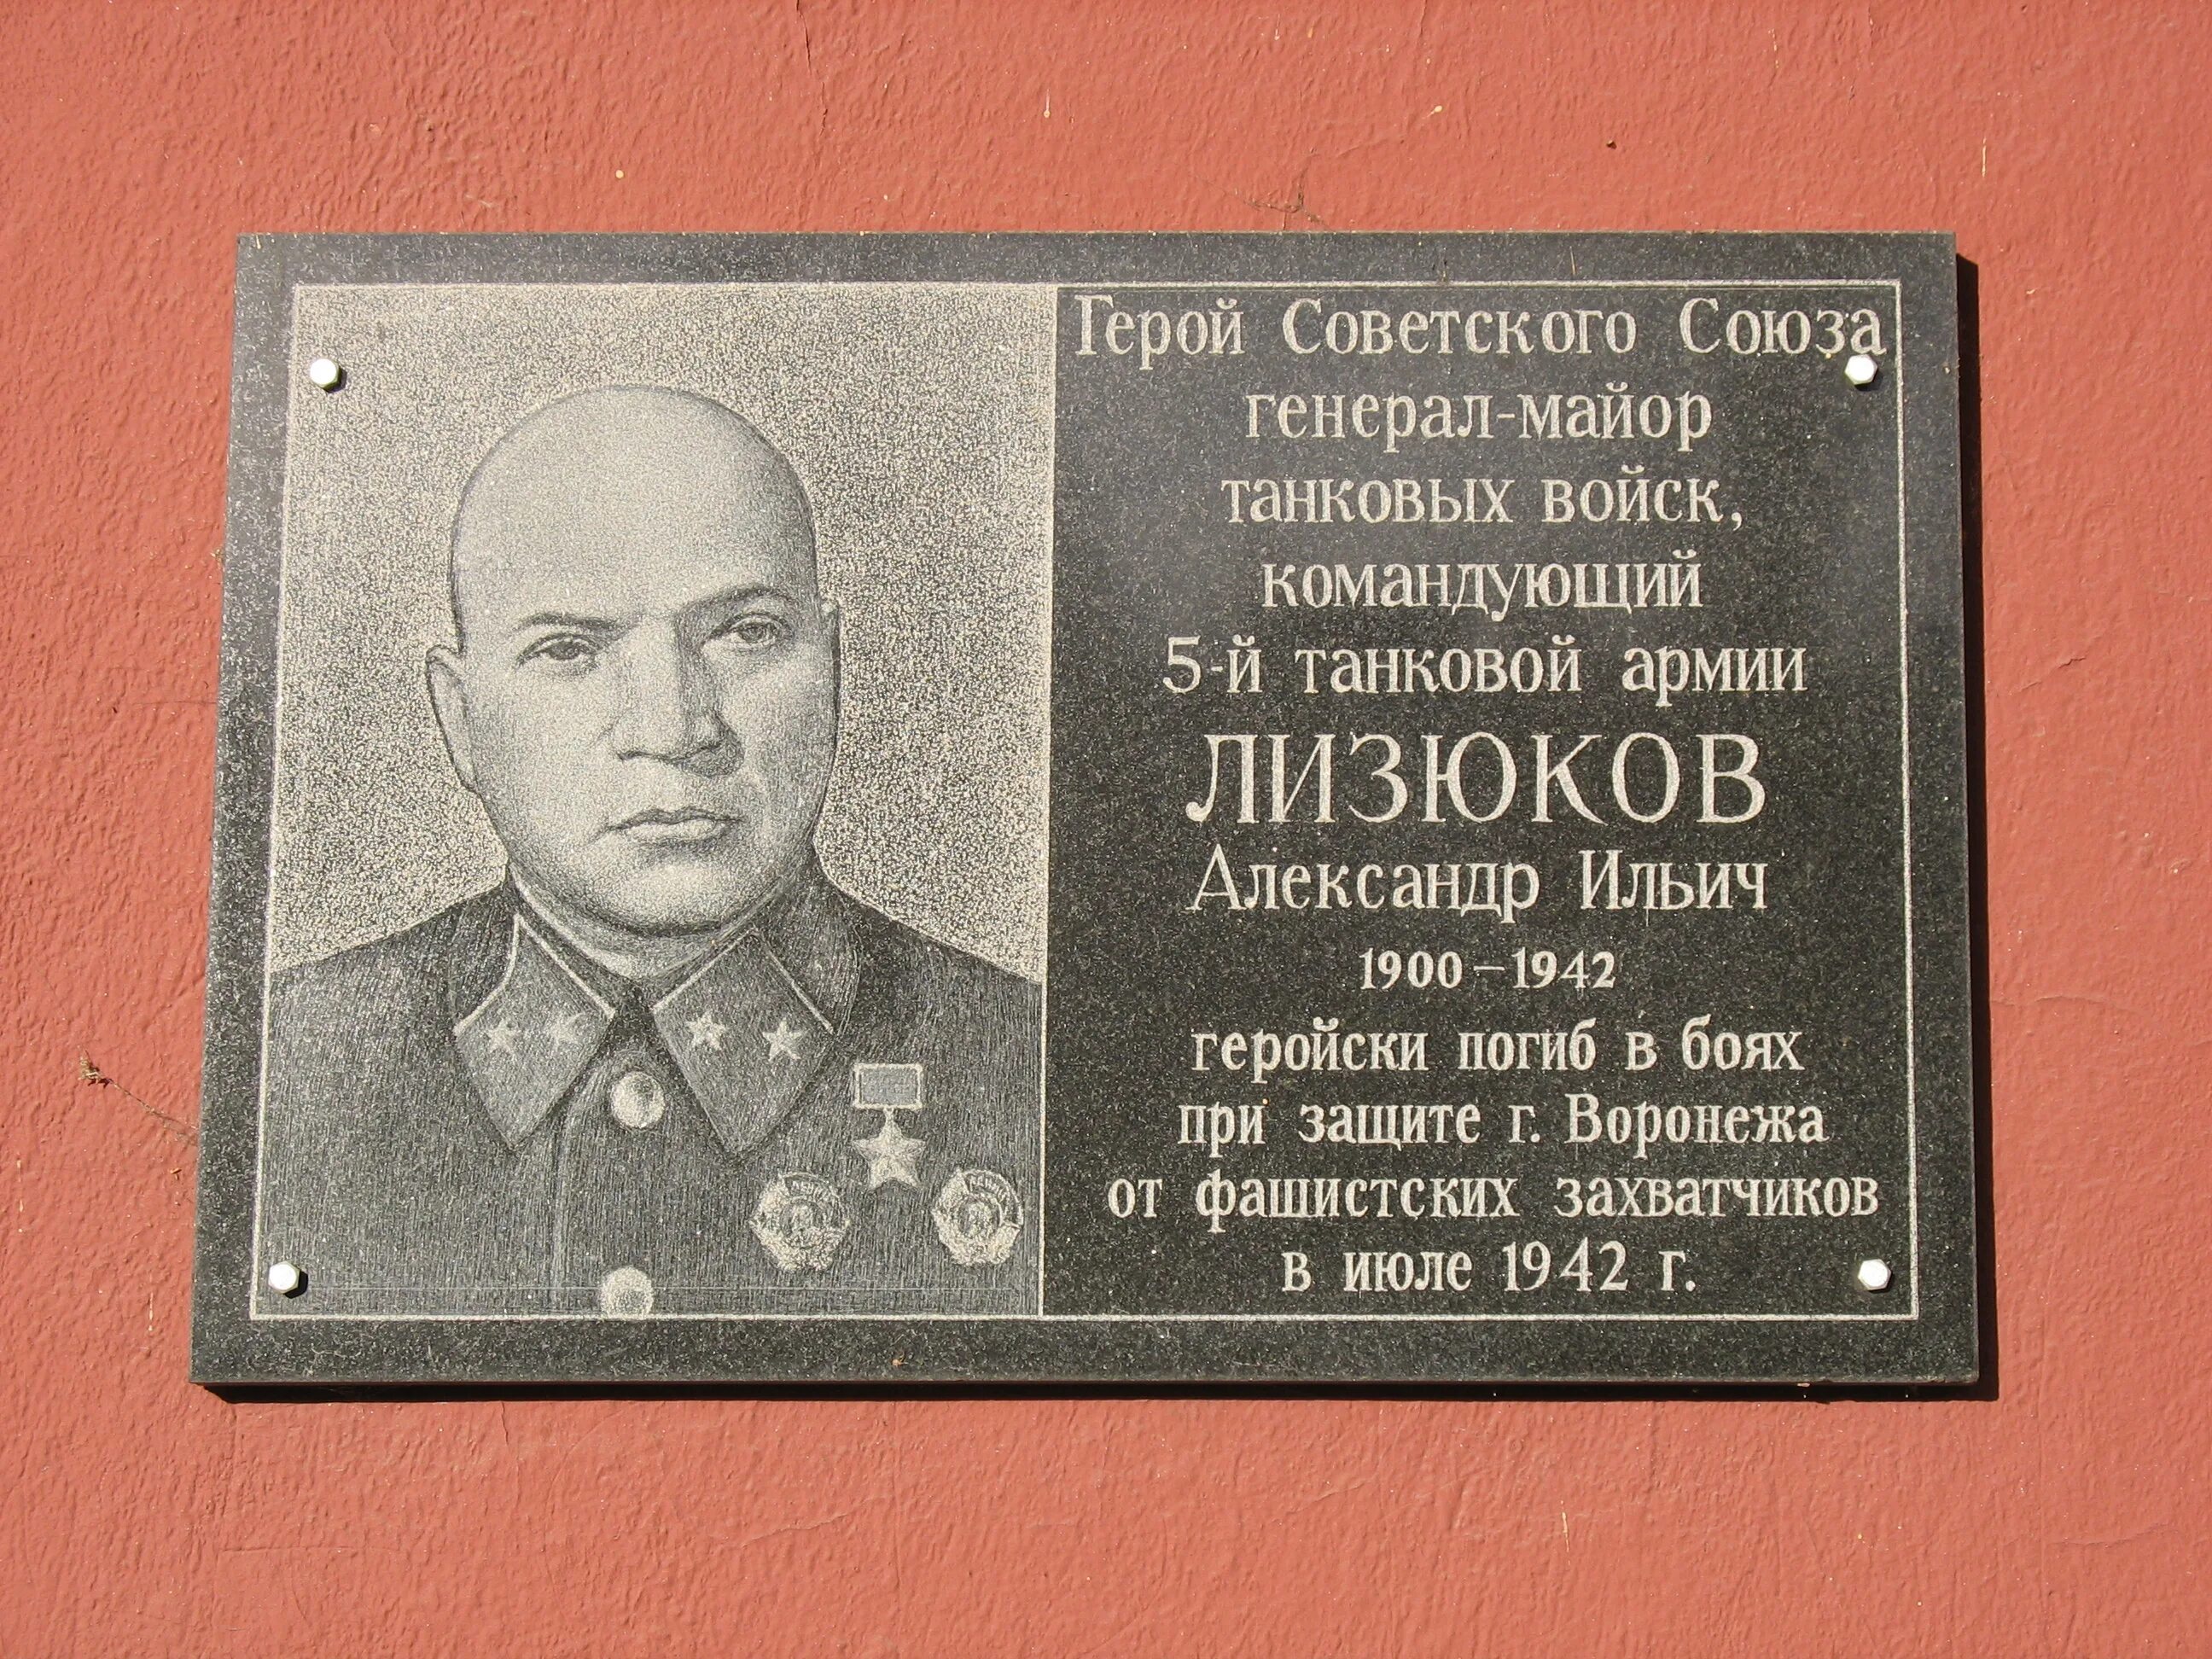 Герой Советского Союза
генерал-майор
танковых войск,
командующий
5-й танковой армии
ЛИЗЮКОВ
Александр Ильич
1900 – 1942
геройски погиб в боях
при защите г. Воронежа
от фашистских захватчиков
в июле 1942 г.